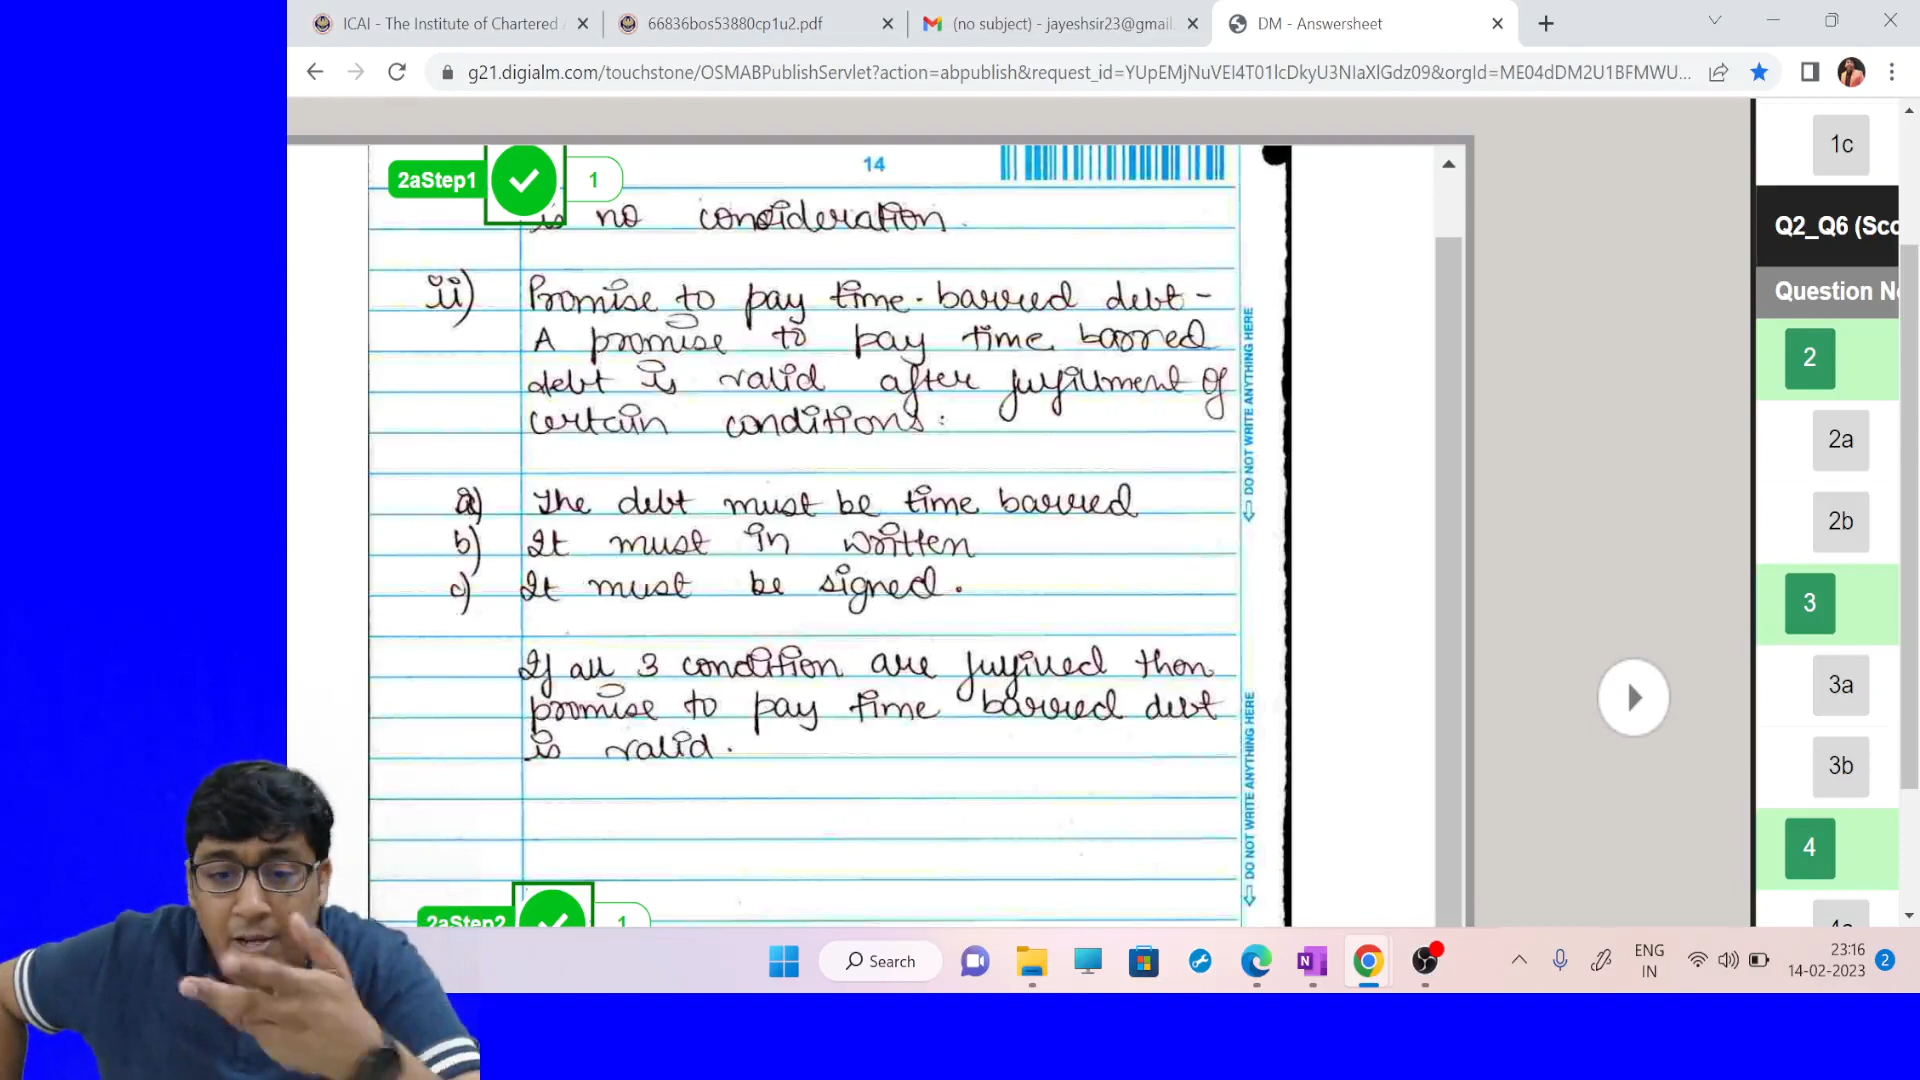 ICAI - The Institute of Chartered
66836bos53880cp1u2.pdf
(no subject) - jayeshsir23@gmail.
DM - Answersheet
g21.digialm.com/touchstone/OSMABPublishServlet?action=abpublish&request_id=YUpEMjNuVEI4T01lcDkyU3NIaXlGdz09&orgId=ME04dDM2U1BFMWU...
2aStep1
1
14
is no consideration.
ii) Promise to pay time-barred debt -
A promise to pay time barred
debt is valid after fulfillment of
certain conditions:
a) The debt must be time barred
b) It must in written
c) It must be signed.
If all 3 condition are fulfilled then
promise to pay time barred debt
is valid.
2aStep2
1
DO NOT WRITE ANYTHING HERE
DO NOT WRITE ANYTHING HERE
1c
Q2_Q6 (Sco
Question N
2
2a
2b
3
3a
3b
4
Search
ENG
IN
23:16
14-02-2023
2